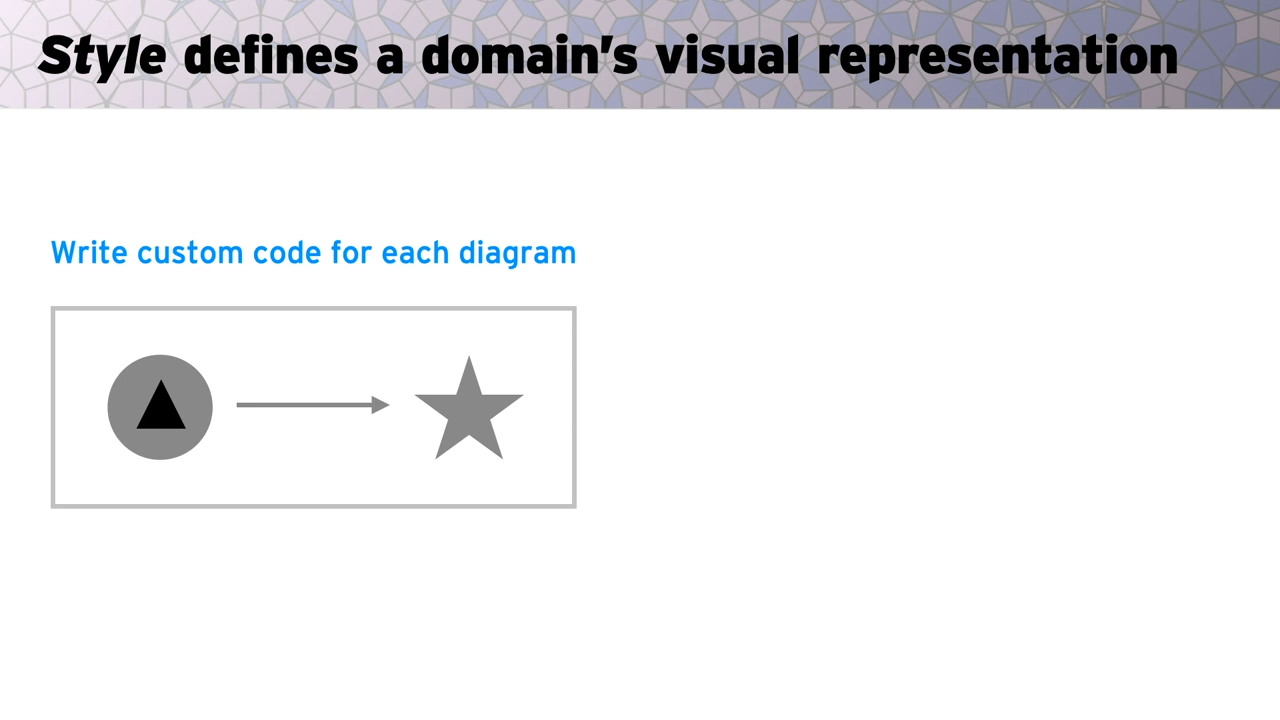 Style defines a domain's visual representation
Write custom code for each diagram